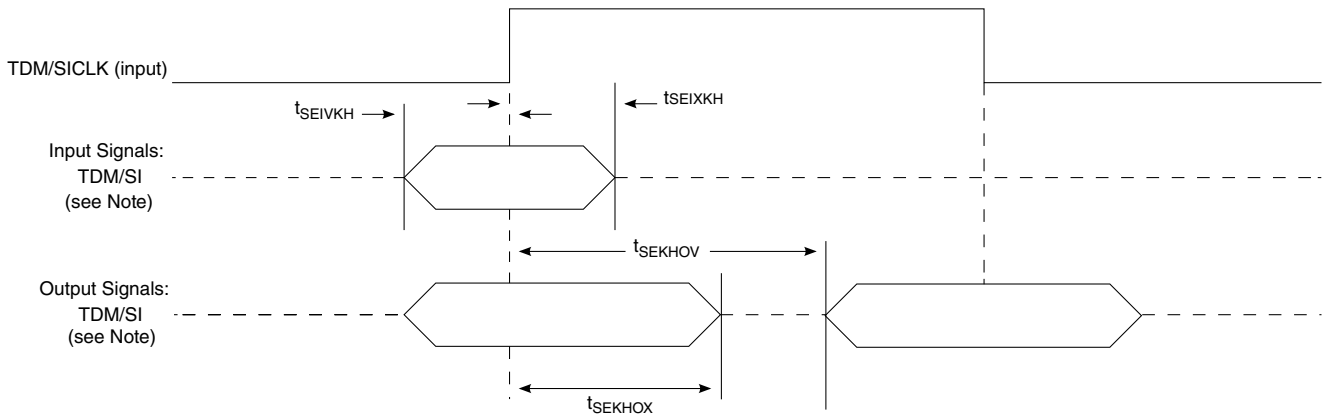 TDM/SICLK (input)
tSEIVKH
tSEIXKH
Input Signals:
TDM/SI
(see Note)
tSEKHOV
Output Signals:
TDM/SI
(see Note)
tSEKHOX